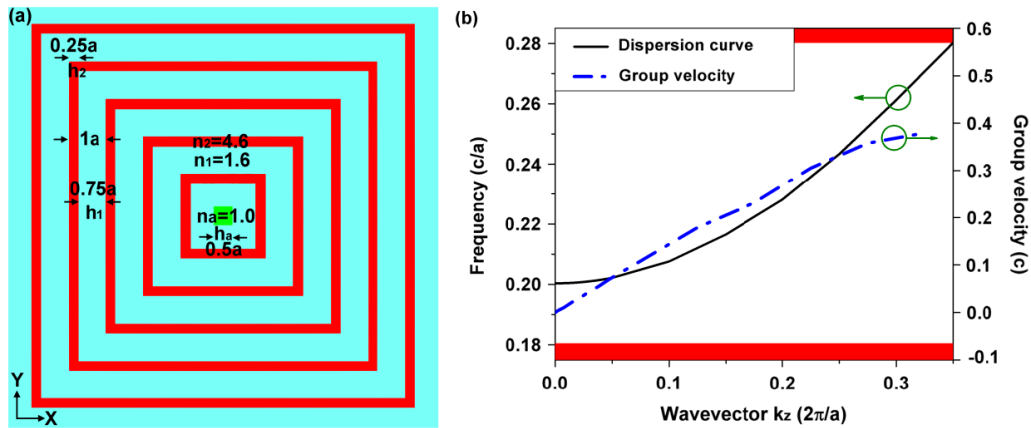 (a)
0.25a
h2
1a
n2=4.6
n1=1.6
0.75a
h1
na=1.0
ha
0.5a
Y
X
(b)
Dispersion curve
Group velocity
Frequency (c/a)
0.28
0.26
0.24
0.22
0.20
0.18
0.0
0.1
0.2
0.3
Wavevector kz (2π/a)
0.6
0.5
0.4
0.3
0.2
0.1
0.0
-0.1
Group velocity (c)